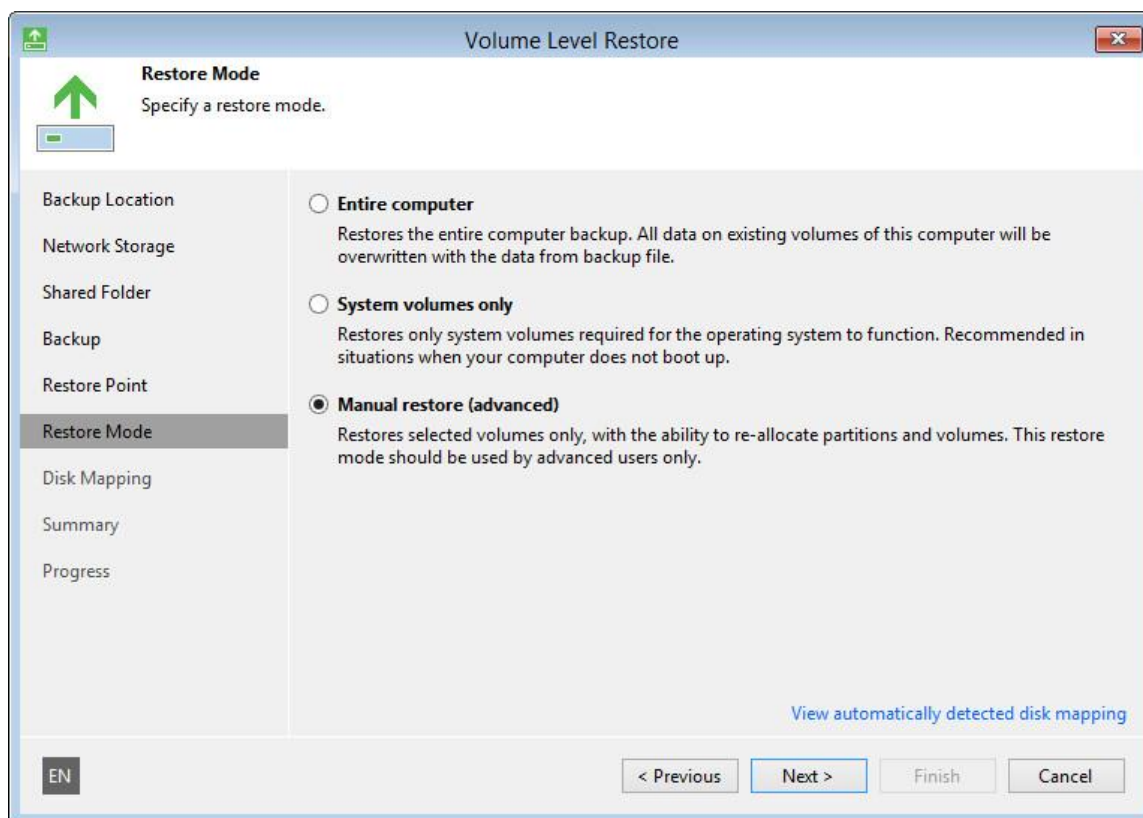 Volume Level Restore
Restore Mode
Specify a restore mode.
Backup Location
Network Storage
Shared Folder
Backup
Restore Point
Restore Mode
Disk Mapping
Summary
Progress
Entire computer
Restores the entire computer backup. All data on existing volumes of this computer will be
overwritten with the data from backup file.
System volumes only
Restores only system volumes required for the operating system to function. Recommended in
situations when your computer does not boot up.
Manual restore (advanced)
Restores selected volumes only, with the ability to re-allocate partitions and volumes. This restore
mode should be used by advanced users only.
View automatically detected disk mapping
EN
< Previous
Next >
Finish
Cancel